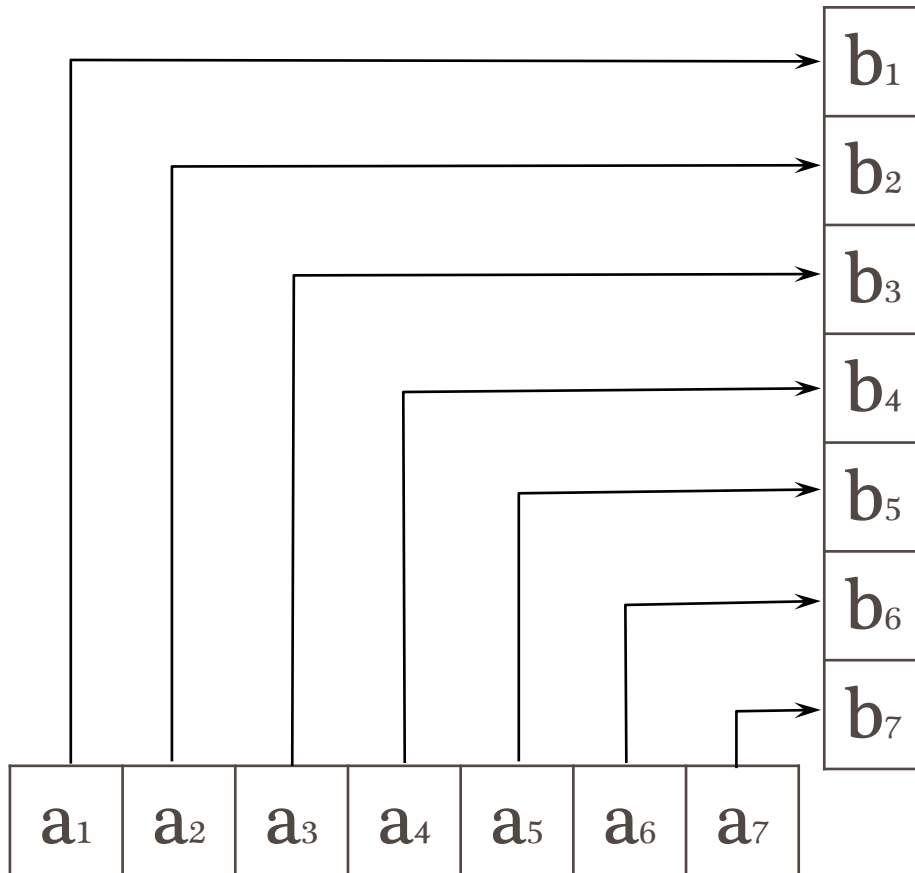 b₁
b₂
b₃
b₄
b₅
b₆
b₇
a₁ a₂ a₃ a₄ a₅ a₆ a₇